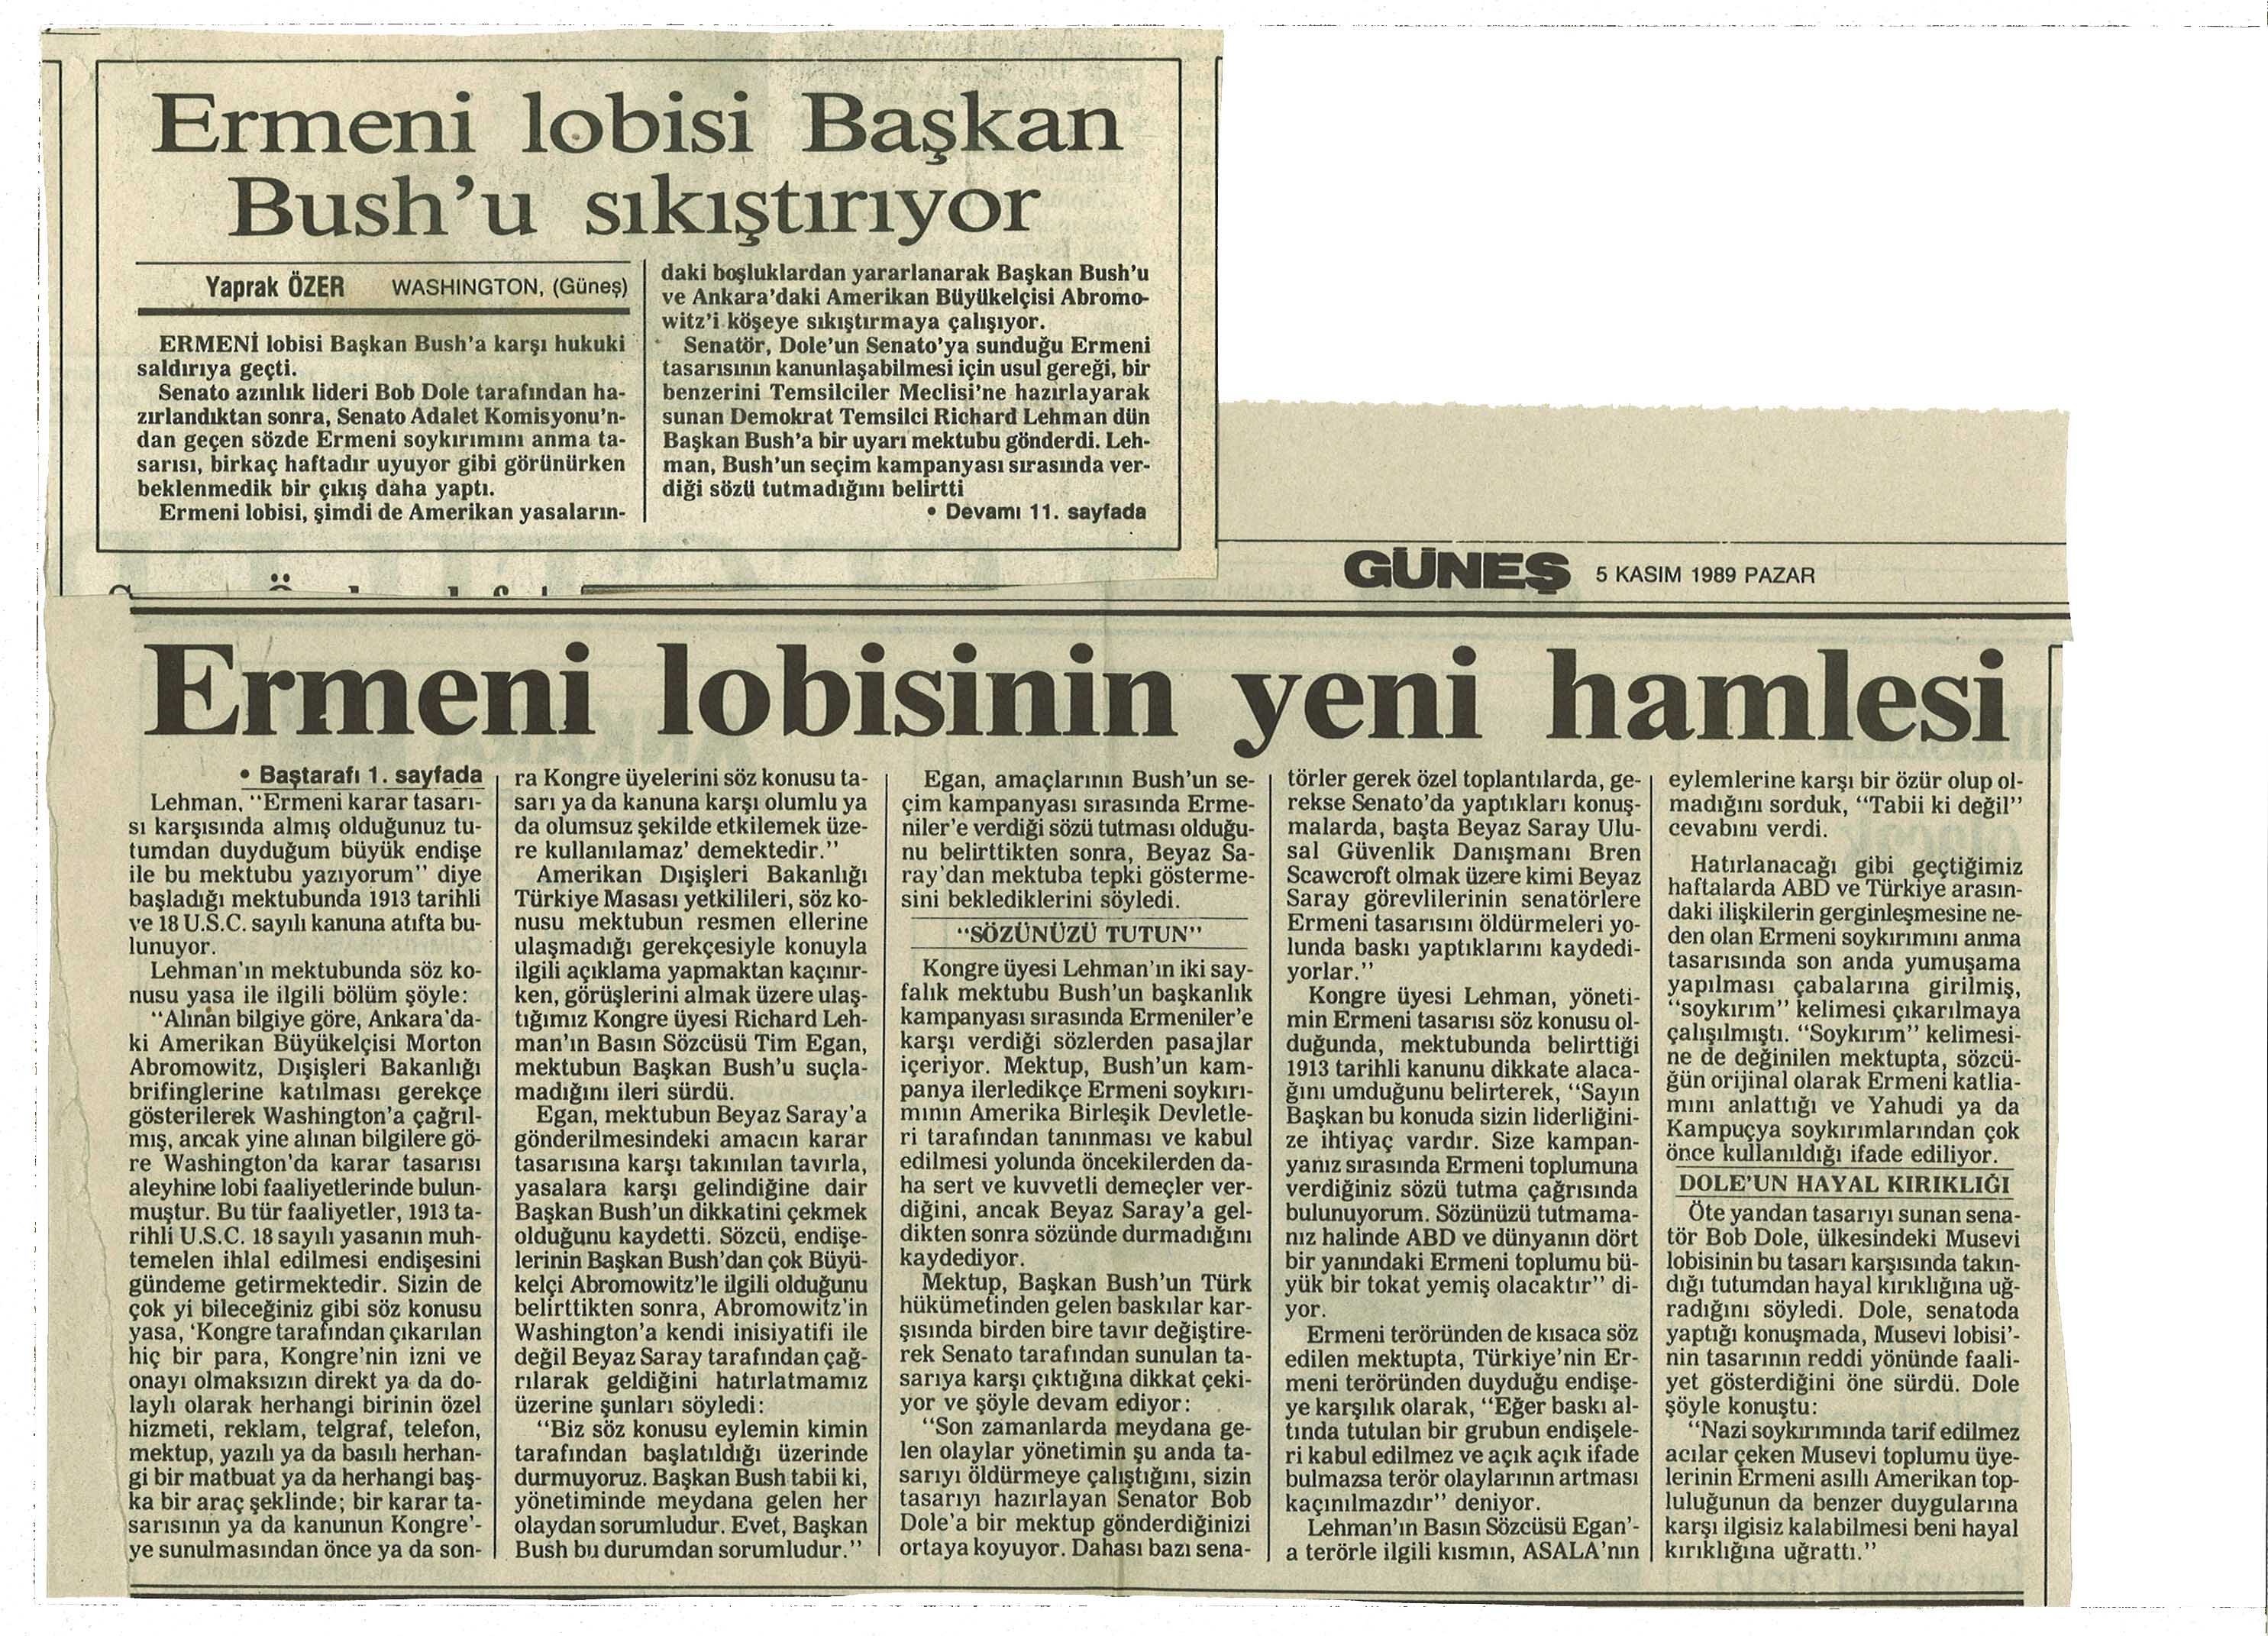 Ermeni lobisi Başkan
Bush'u sıkıştırıyor
Yaprak ÖZER WASHINGTON, (Güneş)
ERMENİ lobisi Başkan Bush'a karşı hukuki
saldırıya geçti.
Senato azınlık lideri Bob Dole tarafından ha-
zırlandıktan sonra, Senato Adalet Komisyonu'n-
dan geçen sözde Ermeni soykırımını anma ta-
sarısı, birkaç haftadır uyuyor gibi görünürken
beklenmedik bir çıkış daha yaptı.
Ermeni lobisi, şimdi de Amerikan yasaların-
daki boşluklardan yararlanarak Başkan Bush'u
ve Ankara'daki Amerikan Büyükelçisi Abromo-
witz'i köşeye sıkıştırmaya çalışıyor.
Senatör, Dole'un Senato'ya sunduğu Ermeni
tasarısının kanunlaşabilmesi için usul gereği, bir
benzerini Temsilciler Meclisi'ne hazırlayarak
sunan Demokrat Temsilci Richard Lehman dün
Başkan Bush'a bir uyarı mektubu gönderdi. Leh-
man, Bush'un seçim kampanyası sırasında ver-
diği sözü tutmadığını belirtti
• Devamı 11. sayfada
GÜNEŞ 5 KASIM 1989 PAZAR
Ermeni lobisinin yeni hamlesi
• Baştarafı 1. sayfada
Lehman, "Ermeni karar tasarı-
sı karşısında almış olduğunuz tu-
tumdan duyduğum büyük endişe
ile bu mektubu yazıyorum" diye
başladığı mektubunda 1913 tarihli
ve 18 U.S.C. sayılı kanuna atıfta bu-
lunuyor.
Lehman'ın mektubunda söz ko-
nusu yasa ile ilgili bölüm şöyle:
"Alınan bilgiye göre, Ankara'da-
ki Amerikan Büyükelçisi Morton
Abromowitz, Dışişleri Bakanlığı
brifinglerine katılması gerekçe
gösterilerek Washington'a çağrıl-
mış, ancak yine alınan bilgilere gö-
re Washington'da karar tasarısı
aleyhine lobi faaliyetlerinde bulun-
muştur. Bu tür faaliyetler, 1913 ta-
rihli U.S.C. 18 sayılı yasanın muh-
temelen ihlal edilmesi endişesini
gündeme getirmektedir. Sizin de
çok yi bileceğiniz gibi söz konusu
yasa, 'Kongre tarafından çıkarılan
hiç bir para, Kongre'nin izni ve
onayı olmaksızın direkt ya da do-
laylı olarak herhangi birinin özel
hizmeti, reklam, telgraf, telefon,
mektup, yazılı ya da basılı herhan-
gi bir matbuat ya da herhangi baş-
ka bir araç şeklinde; bir karar ta-
sarısının ya da kanunun Kongre'-
ye sunulmasından önce ya da son-
ra Kongre üyelerini söz konusu ta-
sarı ya da kanuna karşı olumlu ya
da olumsuz şekilde etkilemek üze-
re kullanılamaz' demektedir."
Amerikan Dışişleri Bakanlığı
Türkiye Masası yetkilileri, söz ko-
nusu mektubun resmen ellerine
ulaşmadığı gerekçesiyle konuyla
ilgili açıklama yapmaktan kaçınır-
ken, görüşlerini almak üzere ulaş-
tığımız Kongre üyesi Richard Leh-
man'ın Basın Sözcüsü Tim Egan,
mektubun Başkan Bush'u suçla-
madığını ileri sürdü.
Egan, mektubun Beyaz Saray'a
gönderilmesindeki amacın karar
tasarısına karşı takınılan tavırla,
yasalara karşı gelindiğine dair
Başkan Bush'un dikkatini çekmek
olduğunu kaydetti. Sözcü, endişe-
lerinin Başkan Bush'dan çok Büyü-
kelçi Abromowitz'le ilgili olduğunu
belirttikten sonra, Abromowitz'in
Washington'a kendi inisiyatifi ile
değil Beyaz Saray tarafından çağ-
rılarak geldiğini hatırlatmamız
üzerine şunları söyledi:
"Biz söz konusu eylemin kimin
tarafından başlatıldığı üzerinde
durmuyoruz. Başkan Bush tabii ki,
yönetiminde meydana gelen her
olaydan sorumludur. Evet, Başkan
Bush bu durumdan sorumludur."
Egan, amaçlarının Bush'un se-
çim kampanyası sırasında Erme-
niler'e verdiği sözü tutması olduğu-
nu belirttikten sonra, Beyaz Sa-
ray'dan mektuba tepki gösterme-
sini beklediklerini söyledi.
"SÖZÜNÜZÜ TUTUN"
Kongre üyesi Lehman'ın iki say-
falık mektubu Bush'un başkanlık
kampanyası sırasında Ermeniler'e
karşı verdiği sözlerden pasajlar
içeriyor. Mektup, Bush'un kam-
panya ilerledikçe Ermeni soykırı-
mının Amerika Birleşik Devletle-
ri tarafından tanınması ve kabul
edilmesi yolunda öncekilerden da-
ha sert ve kuvvetli demeçler ver-
diğini, ancak Beyaz Saray'a gel-
dikten sonra sözünde durmadığını
kaydediyor.
Mektup, Başkan Bush'un Türk
hükümetinden gelen baskılar kar-
şısında birden bire tavır değiştire-
rek Senato tarafından sunulan ta-
sarıya karşı çıktığına dikkat çeki-
yor ve şöyle devam ediyor:
"Son zamanlarda meydana ge-
len olaylar yönetimin şu anda ta-
sarıyı öldürmeye çalıştığını, sizin
tasarıyı hazırlayan Senator Bob
Dole'a bir mektup gönderdiğinizi
ortaya koyuyor. Dahası bazı sena-
törler gerek özel toplantılarda, ge-
rekse Senato'da yaptıkları konuş-
malarda, başta Beyaz Saray Ulu-
sal Güvenlik Danışmanı Bren
Scawcroft olmak üzere kimi Beyaz
Saray görevlilerinin senatörlere
Ermeni tasarısını öldürmeleri yo-
lunda baskı yaptıklarını kaydedi-
yorlar."
Kongre üyesi Lehman, yöneti-
min Ermeni tasarısı söz konusu ol-
duğunda, mektubunda belirttiği
1913 tarihli kanunu dikkate alaca-
ğını umduğunu belirterek, "Sayın
Başkan bu konuda sizin liderliğini-
ze ihtiyaç vardır. Size kampan-
yanız sırasında Ermeni toplumuna
verdiğiniz sözü tutma çağrısında
bulunuyorum. Sözünüzü tutmama-
nız halinde ABD ve dünyanın dört
bir yanındaki Ermeni toplumu bü-
yük bir tokat yemiş olacaktır" di-
yor.
Ermeni teröründen de kısaca söz
edilen mektupta, Türkiye'nin Er-
meni teröründen duyduğu endişe-
ye karşılık olarak, "Eğer baskı al-
tında tutulan bir grubun endişele-
ri kabul edilmez ve açık açık ifade
bulmazsa terör olaylarının artması
kaçınılmazdır" deniyor.
Lehman'ın Basın Sözcüsü Egan'-
a terörle ilgili kısmın, ASALA'nın
eylemlerine karşı bir özür olup ol-
madığını sorduk, "Tabii ki değil"
cevabını verdi.
Hatırlanacağı gibi geçtiğimiz
haftalarda ABD ve Türkiye arasın-
daki ilişkilerin gerginleşmesine ne-
den olan Ermeni soykırımını anma
tasarısında son anda yumuşama
yapılması çabalarına girilmiş,
"soykırım" kelimesi çıkarılmaya
çalışılmıştı. "Soykırım" kelimesi-
ne de değinilen mektupta, sözcü-
ğün orijinal olarak Ermeni katlia-
mını anlattığı ve Yahudi ya da
Kampuçya soykırımlarından çok
önce kullanıldığı ifade ediliyor.
DOLE'UN HAYAL KIRIKLIĞI
Öte yandan tasarıyı sunan sena-
tör Bob Dole, ülkesindeki Musevi
lobisinin bu tasarı karşısında takın-
dığı tutumdan hayal kırıklığına uğ-
radığını söyledi. Dole, senatoda
yaptığı konuşmada, Musevi lobisi'-
nin tasarının reddi yönünde faali-
yet gösterdiğini öne sürdü. Dole
şöyle konuştu:
"Nazi soykırımında tarif edilmez
acılar çeken Musevi toplumu üye-
lerinin Ermeni asıllı Amerikan top-
luluğunun da benzer duygularına
karşı ilgisiz kalabilmesi beni hayal
kırıklığına uğrattı."